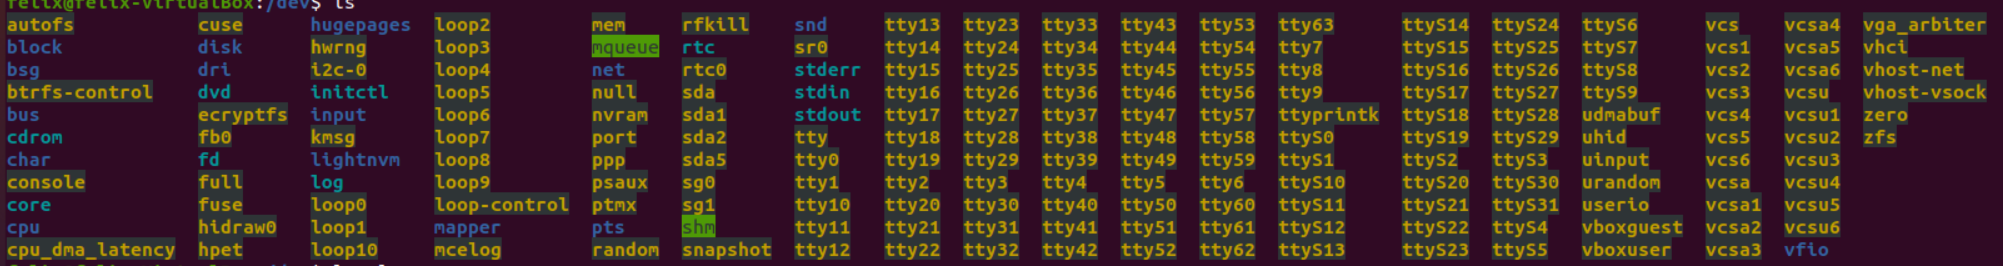 felix@felix-VirtualBox:/dev$ ls
autofs cuse hugepages loop2 mem rfkill snd tty13 tty23 tty33 tty43 tty53 tty63 ttyS14 ttyS24 ttyS6 vcs vcsa4 vga_arbiter
block disk hwrng loop3 mqueue rtc sr0 tty14 tty24 tty34 tty44 tty54 tty7 ttyS15 ttyS25 ttyS7 vcs1 vcsa5 vhci
bsg dri i2c-0 loop4 net rtc0 stderr tty15 tty25 tty35 tty45 tty55 tty8 ttyS16 ttyS26 ttyS8 vcs2 vcsa6 vhost-net
btrfs-control dvd initctl loop5 null sda stdin tty16 tty26 tty36 tty46 tty56 tty9 ttyS17 ttyS27 ttyS9 vcs3 vcsu vhost-vsock
bus ecryptfs input loop6 nvram sda1 stdout tty17 tty27 tty37 tty47 tty57 ttyprintk ttyS18 ttyS28 udmabuf vcs4 vcsu1 zero
cdrom fb0 kmsg loop7 port sda2 tty tty18 tty28 tty38 tty48 tty58 ttyS0 ttyS19 ttyS29 uhid vcs5 vcsu2 zfs
char fd lightnvm loop8 ppp sda5 tty0 tty19 tty29 tty39 tty49 tty59 ttyS1 ttyS2 ttyS3 uinput vcs6 vcsu3
console full log loop9 psaux sg0 tty1 tty2 tty3 tty4 tty5 tty6 ttyS10 ttyS20 ttyS30 urandom vcsa vcsu4
core fuse loop0 loop-control ptmx sg1 tty10 tty20 tty30 tty40 tty50 tty60 ttyS11 ttyS21 ttyS31 userio vcsa1 vcsu5
cpu hidraw0 loop1 mapper pts shm tty11 tty21 tty31 tty41 tty51 tty61 ttyS12 ttyS22 ttyS4 vboxguest vcsa2 vcsu6
cpu_dma_latency hpet loop10 mcelog random snapshot tty12 tty22 tty32 tty42 tty52 tty62 ttyS13 ttyS23 ttyS5 vboxuser vcsa3 vfio